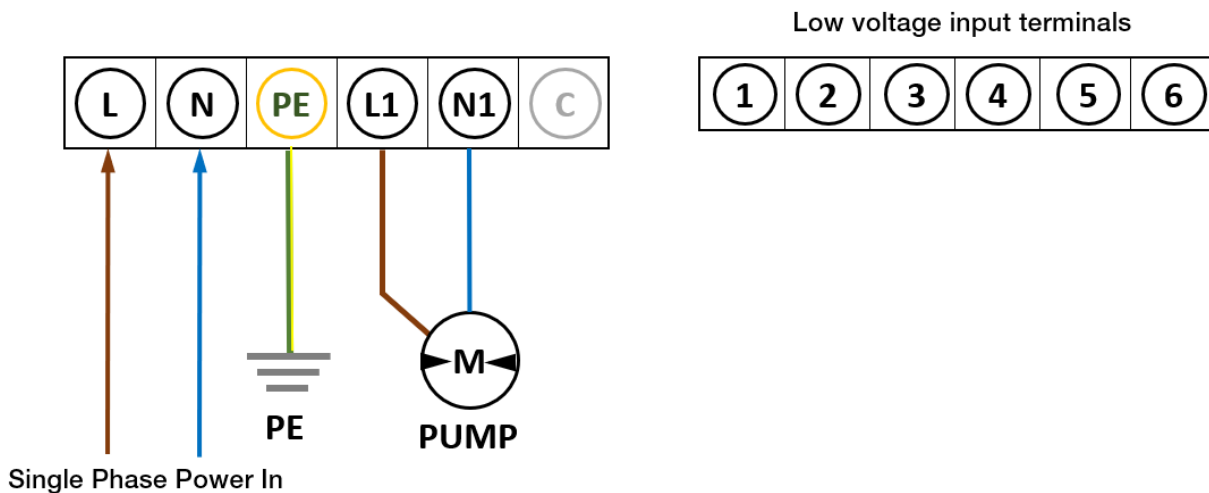 Low voltage input terminals
L N PE L1 N1 C 1 2 3 4 5 6
M
PE PUMP
Single Phase Power In